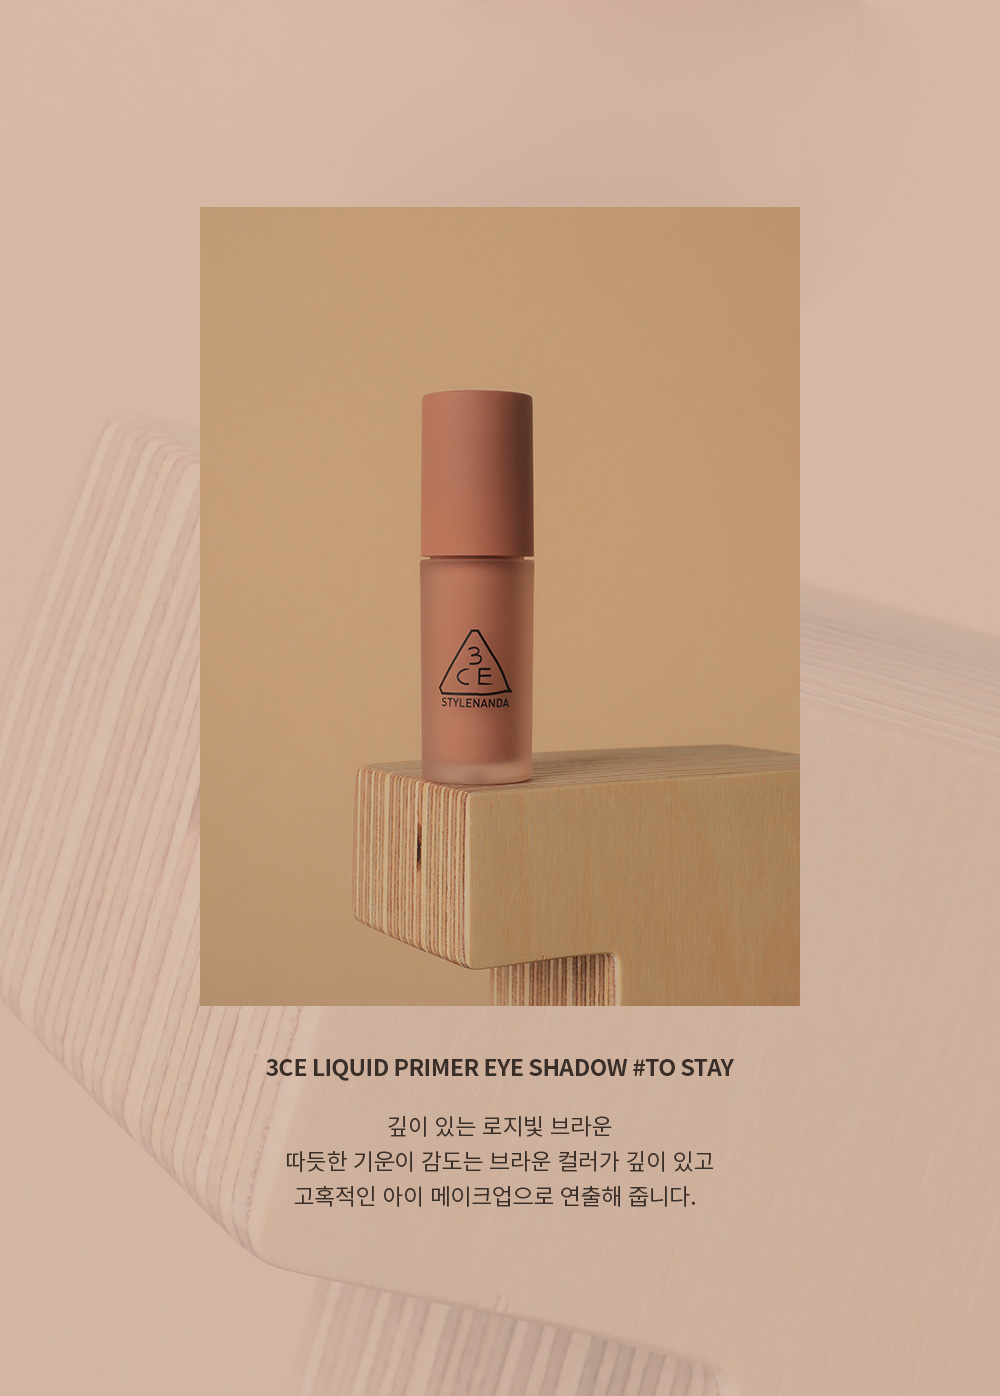 3
CE
STYLENANDA
3CE LIQUID PRIMER EYE SHADOW #TO STAY
깊이 있는 로지빛 브라운
따듯한 기운이 감도는 브라운 컬러가 깊이 있고
고혹적인 아이 메이크업으로 연출해 줍니다.